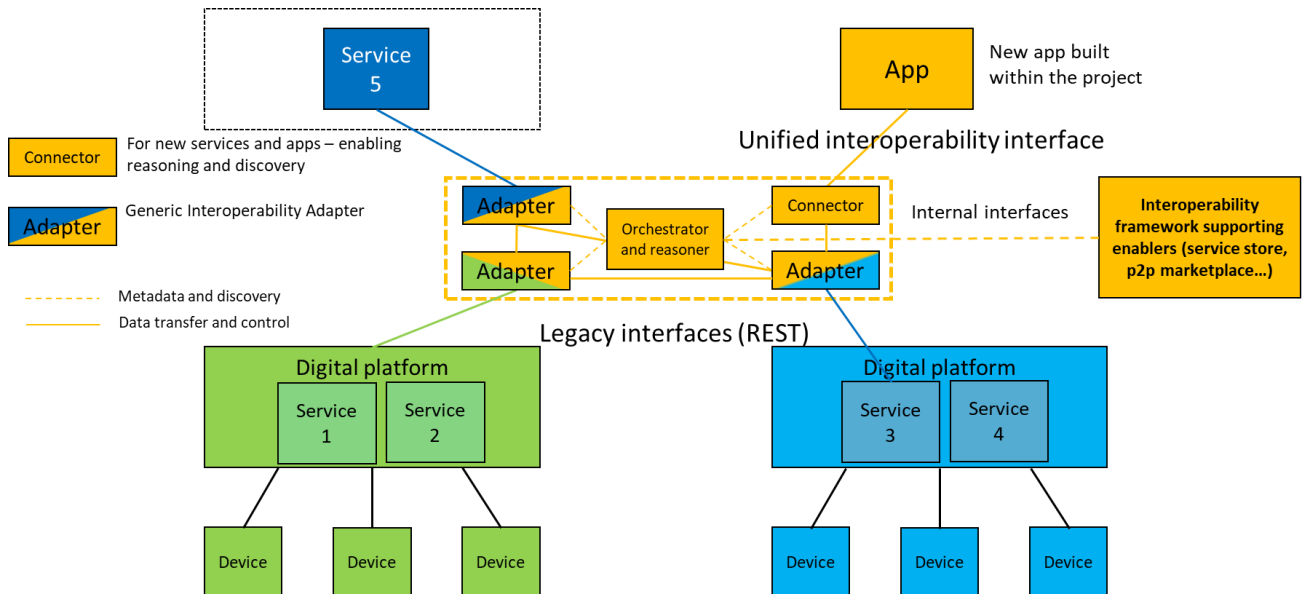 Service
5
App
New app built
within the project
Unified interoperability interface
Connector
For new services and apps – enabling
reasoning and discovery
Adapter
Generic Interoperability Adapter
Adapter
Connector
Orchestrator
and reasoner
Adapter
Adapter
Internal interfaces
Interoperability
framework supporting
enablers (service store,
p2p marketplace...)
Metadata and discovery
Data transfer and control
Legacy interfaces (REST)
Digital platform
Service
1
Service
2
Digital platform
Service
3
Service
4
Device
Device
Device
Device
Device
Device